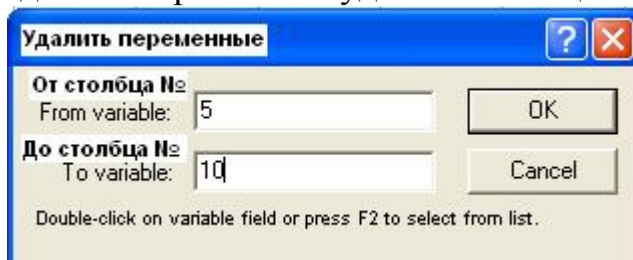 Удалить переменные
От столбца №
From variable: 5
OK
До столбца №
To variable: 10
Cancel
Double-click on variable field or press F2 to select from list.